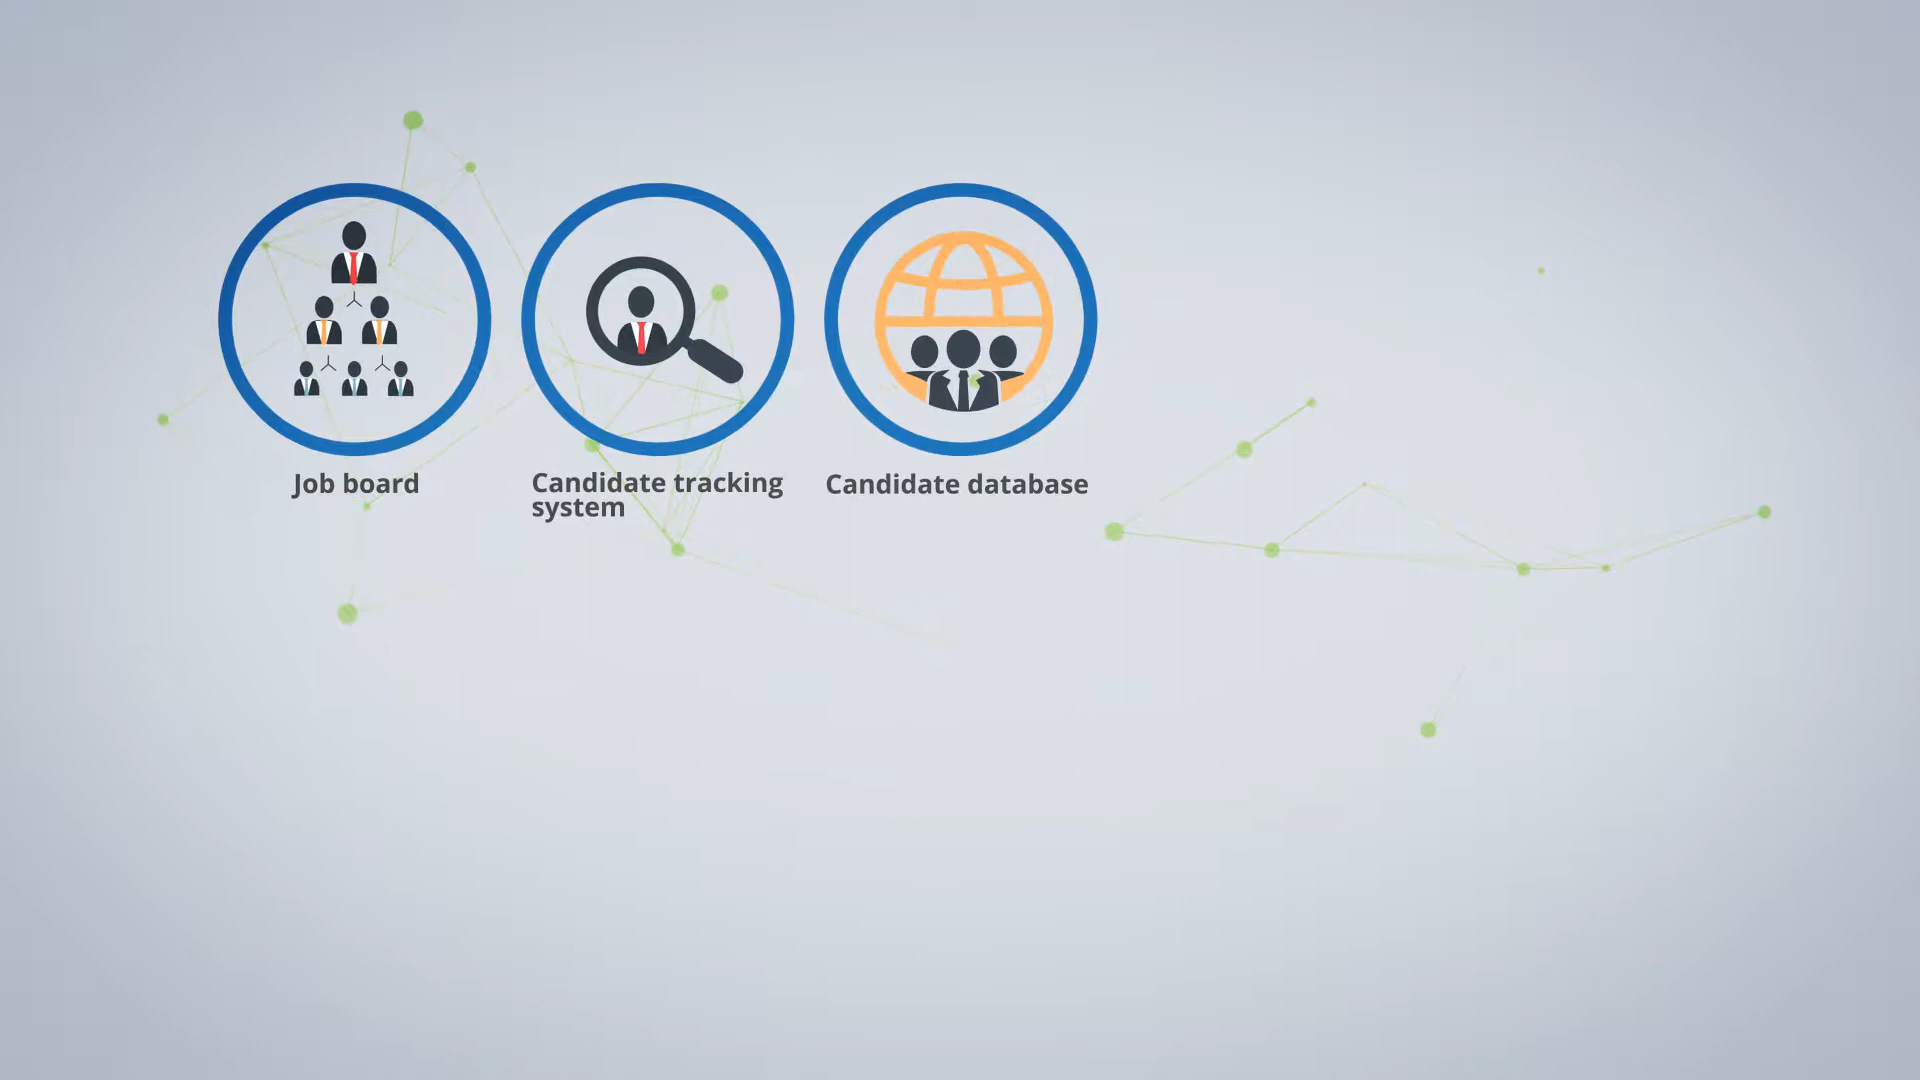 Job board
Candidate tracking
system
Candidate database